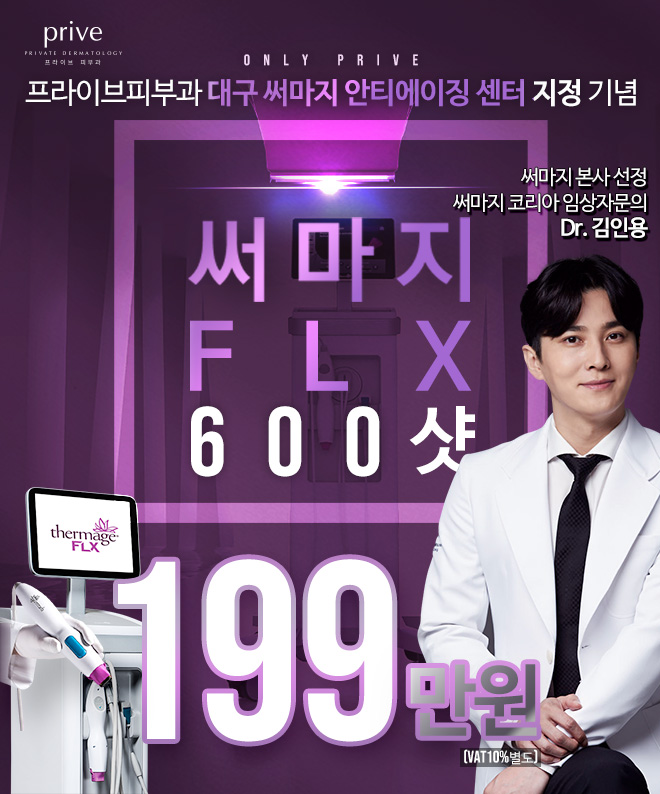 prive
PRIVATE DERMATOLOGY
프라이브 피부과
ONLY PRIVE
프라이브피부과 대구 써마지 안티에이징 센터 지정 기념
써마지 본사 선정
써마지 코리아 임상자문의
Dr. 김인용
써마지
FLX
600샷
thermage
FLX
199만원
(VAT10%별도)